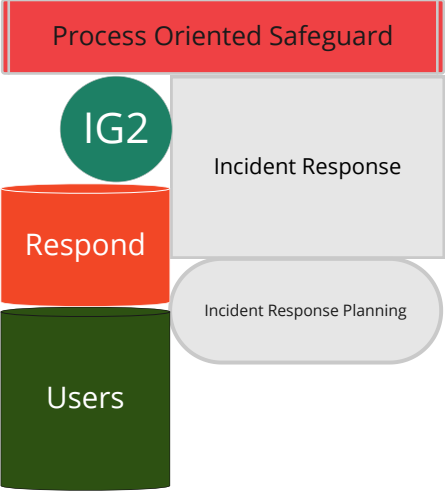 Process Oriented Safeguard
IG2
Incident Response
Respond
Incident Response Planning
Users